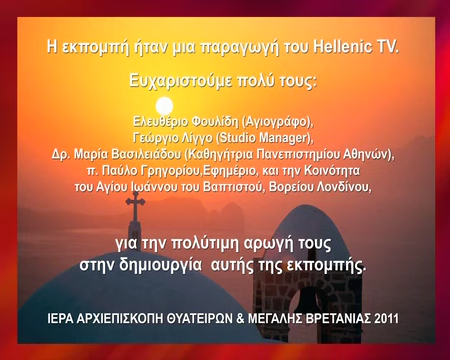 Η εκπομπή ήταν μια παραγωγή του Hellenic TV.
Ευχαριστούμε πολύ τους:
Ελευθέριο Φουλίδη (Αγιογράφο),
Γεώργιο Λίγγο (Studio Manager),
Δρ. Μαρία Βασιλειάδου (Καθηγήτρια Πανεπιστημίου Αθηνών),
π. Παύλο Γρηγορίου,Εφημέριο, και την Κοινότητα
του Αγίου Ιωάννου του Βαπτιστού, Βορείου Λονδίνου,
για την πολύτιμη αρωγή τους
στην δημιουργία αυτής της εκπομπής.
ΙΕΡΑ ΑΡΧΙΕΠΙΣΚΟΠΗ ΘΥΑΤΕΙΡΩΝ & ΜΕΓΑΛΗΣ ΒΡΕΤΑΝΙΑΣ 2011